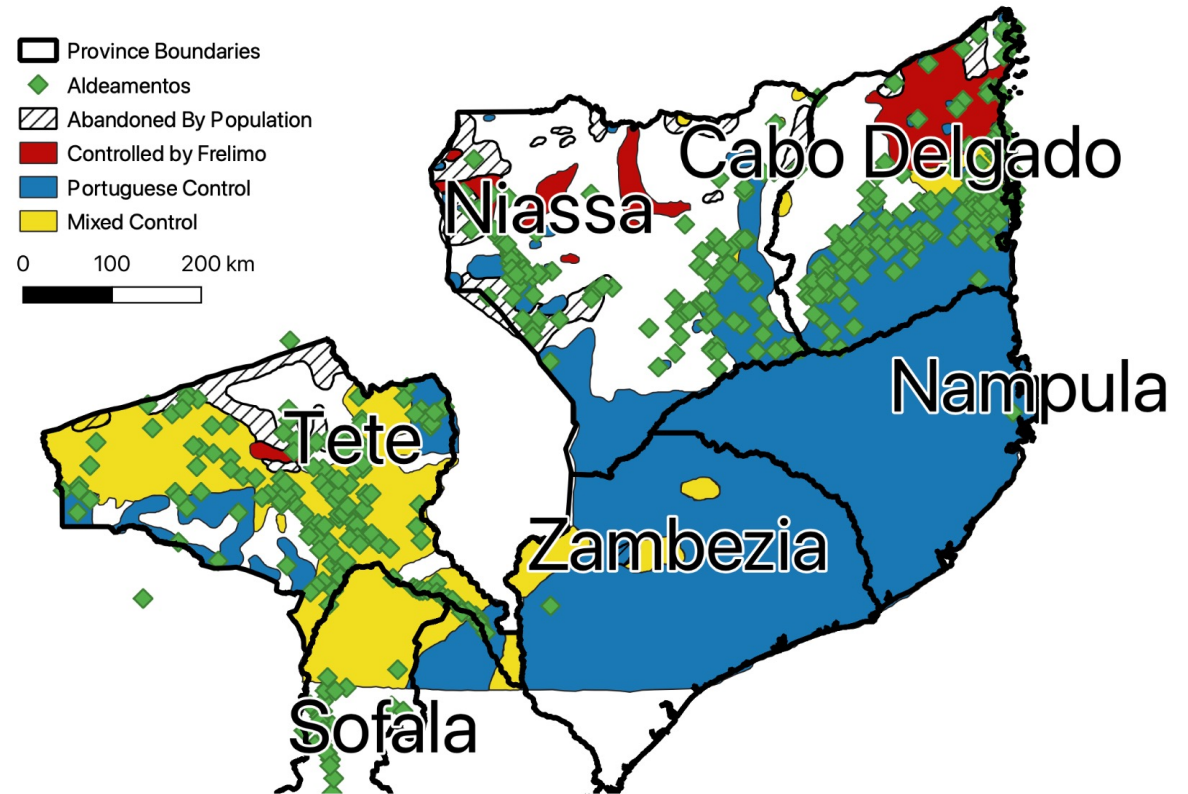 Province Boundaries
Aldeamentos
Abandoned By Population
Controlled by Frelimo
Portuguese Control
Mixed Control
0 100 200 km
Cabo Delgado
Niassa
Nampula
Tete
Zambezia
Sofala